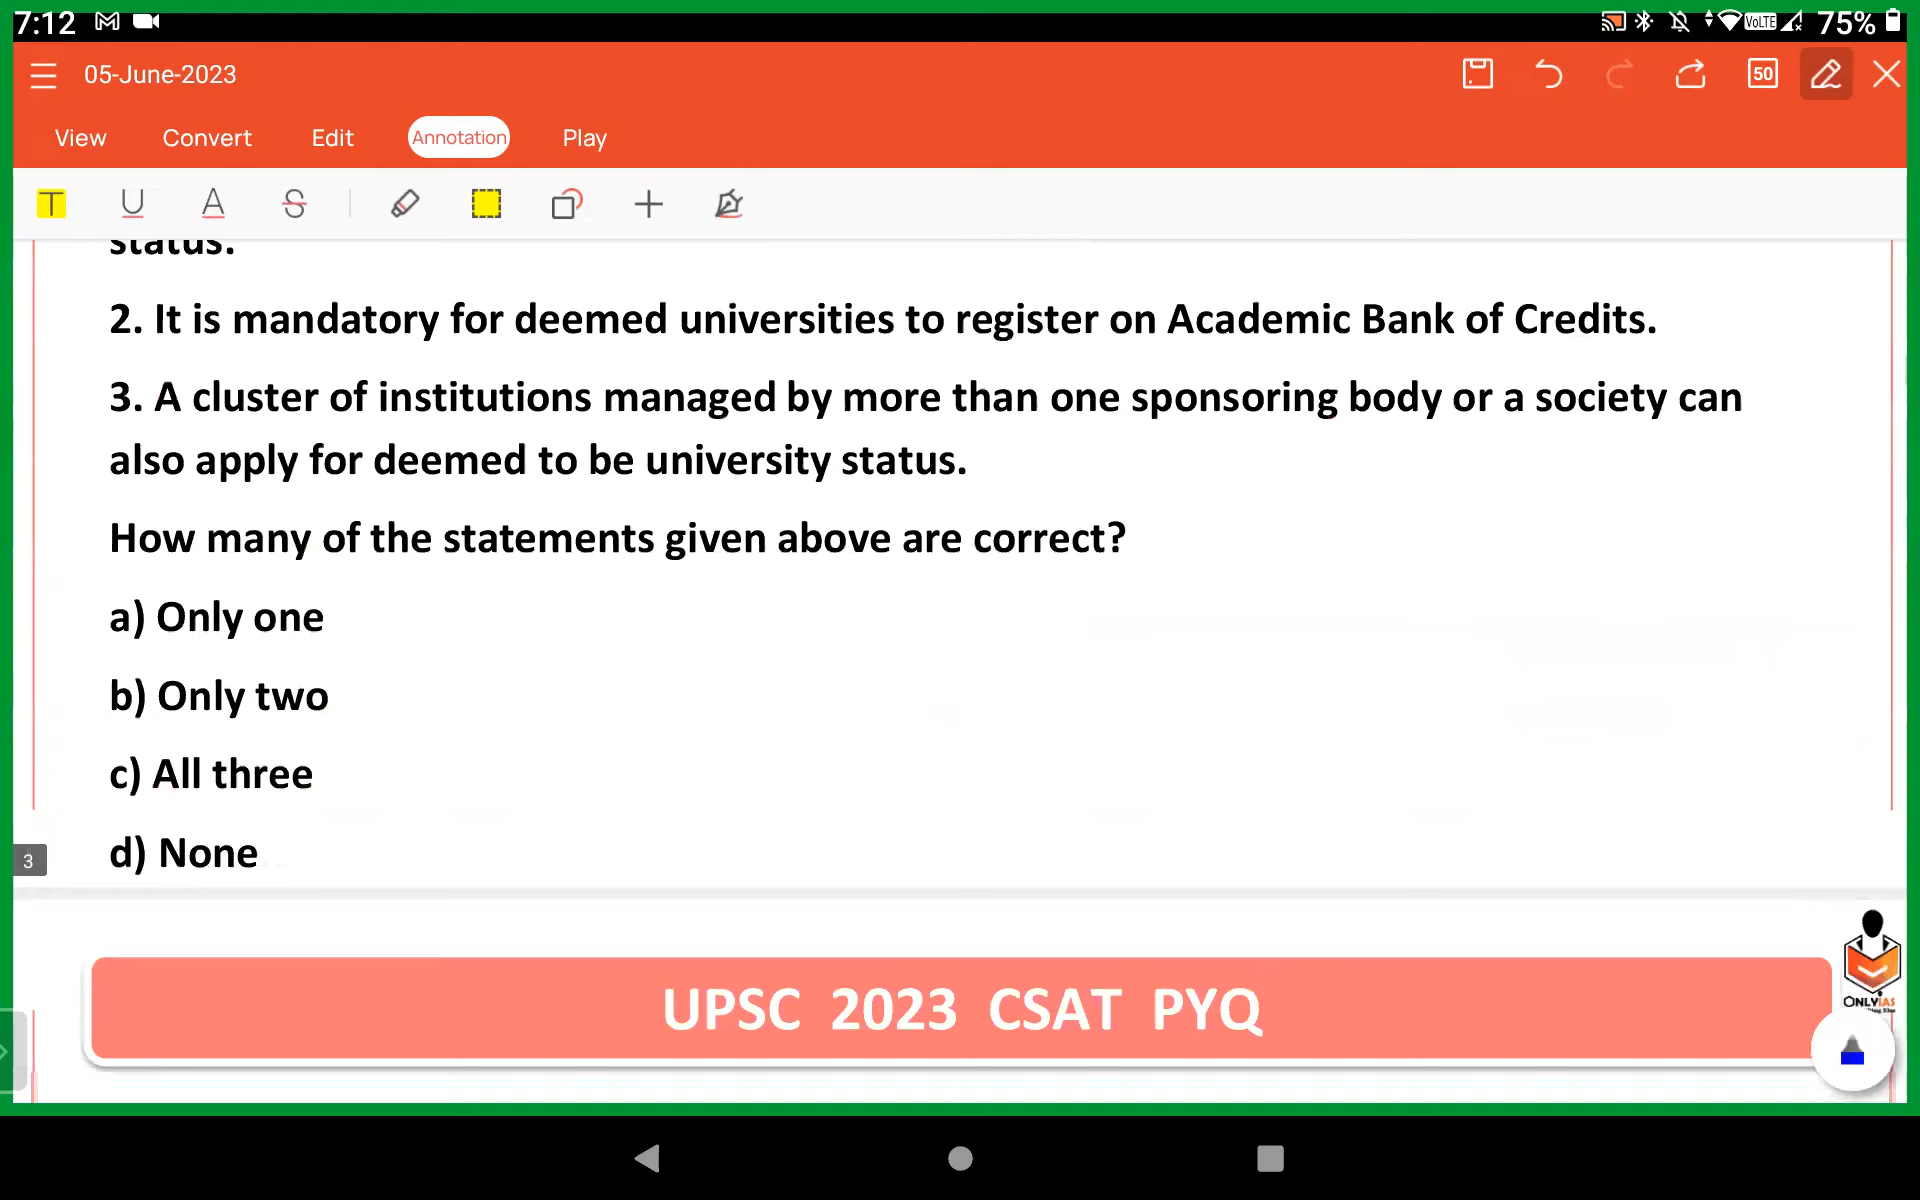 7:12
VoLTE
75%
05-June-2023
50
View Convert Edit Annotation Play
T U A S
status.
2. It is mandatory for deemed universities to register on Academic Bank of Credits.
3. A cluster of institutions managed by more than one sponsoring body or a society can
also apply for deemed to be university status.
How many of the statements given above are correct?
a) Only one
b) Only two
c) All three
d) None
3
UPSC 2023 CSAT PYQ
ONLYIAS